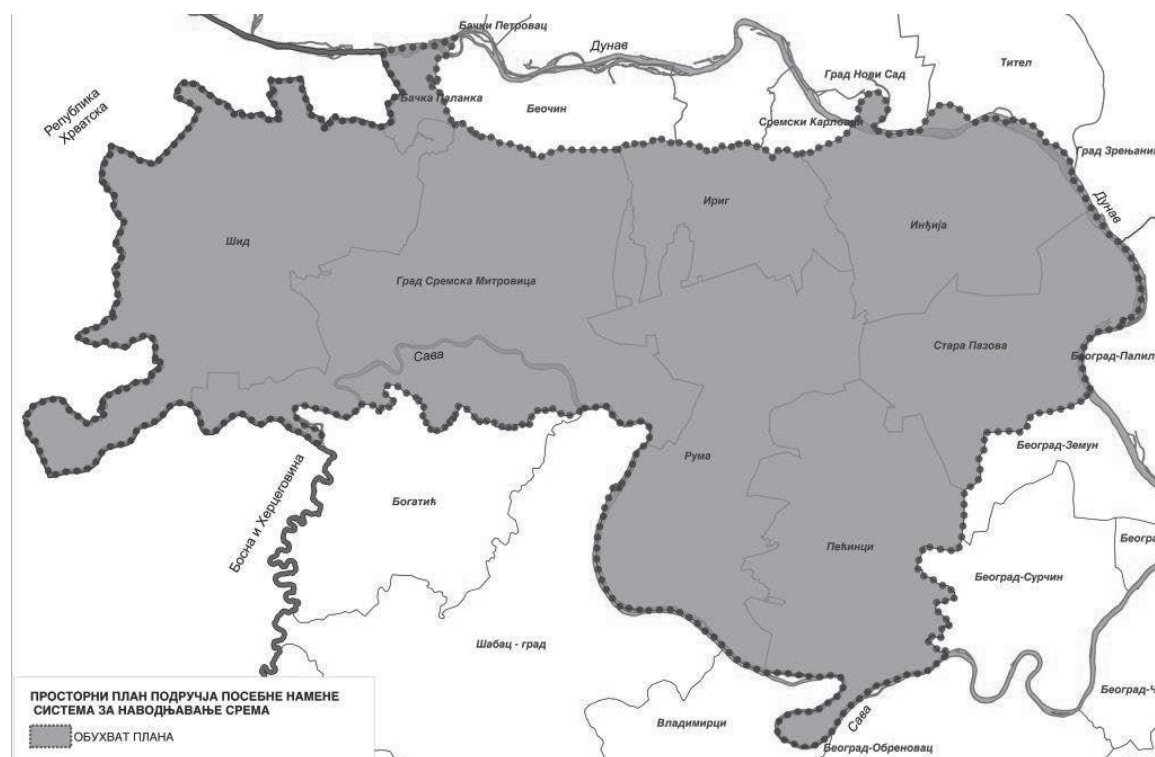 Бачки Петровац
Дунав
Град Нови Сад
Тител
Република
Хрватска
Бачка Паланка
Беочин
Сремски Карловци
Град Зрењанин
Дунав
Ириг
Инђија
Шид
Град Сремска Митровица
Сава
Стара Пазова
Београд-Палил
Београд-Земун
Рума
Босна и Херцеговина
Богатић
Пећинци
Београд-Сурчин
Шабац - град
Владимирци
Сава
Београд-Обреновац
ПРОСТОРНИ ПЛАН ПОДРУЧЈА ПОСЕБНЕ НАМЕНЕ
СИСТЕМА ЗА НАВОДЊАВАЊЕ СРЕМА
ОБУХВАТ ПЛАНА